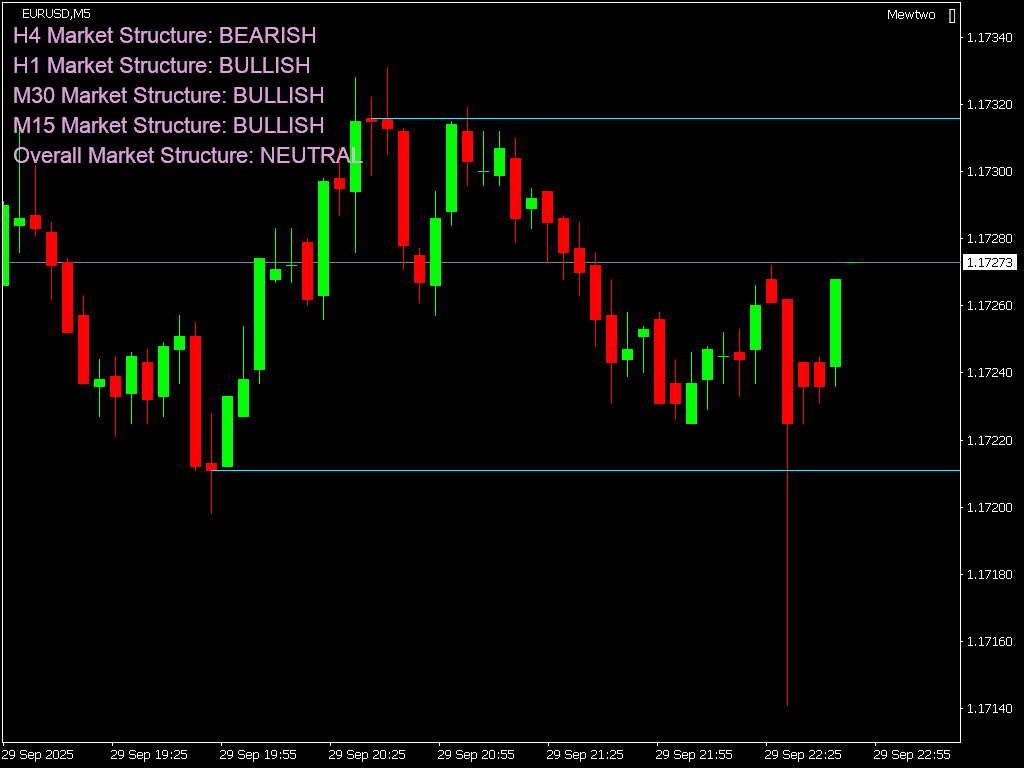 EURUSD,M5
Mewtwo
H4 Market Structure: BEARISH
H1 Market Structure: BULLISH
M30 Market Structure: BULLISH
M15 Market Structure: BULLISH
Overall Market Structure: NEUTRAL
1.17340
1.17320
1.17300
1.17280
1.17273
1.17260
1.17240
1.17220
1.17200
1.17180
1.17160
1.17140
29 Sep 2025
29 Sep 19:25
29 Sep 19:55
29 Sep 20:25
29 Sep 20:55
29 Sep 21:25
29 Sep 21:55
29 Sep 22:25
29 Sep 22:55